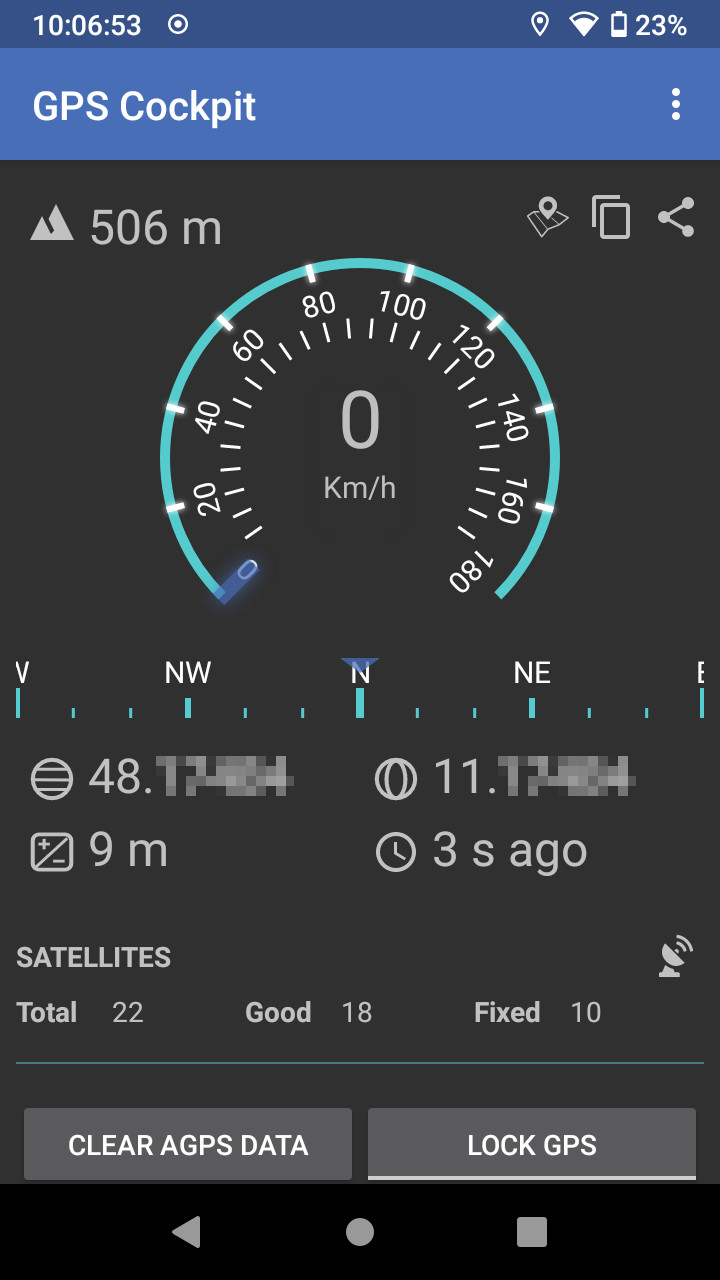 10:06:53 23%
GPS Cockpit
506 m
0 20 40 60 80 100 120 140 160 180
0
Km/h
W NW N NE E
48. 11.
9 m 3 s ago
SATELLITES
Total 22 Good 18 Fixed 10
CLEAR AGPS DATA LOCK GPS